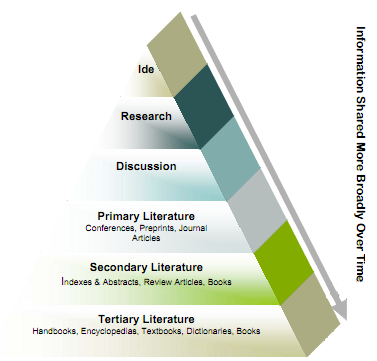 Ide
Research
Discussion
Primary Literature
Conferences, Preprints, Journal
Articles
Secondary Literature
Indexes & Abstracts, Review Articles, Books
Tertiary Literature
Handbooks, Encyclopedias, Textbooks, Dictionaries, Books
Information Shared More Broadly Over Time